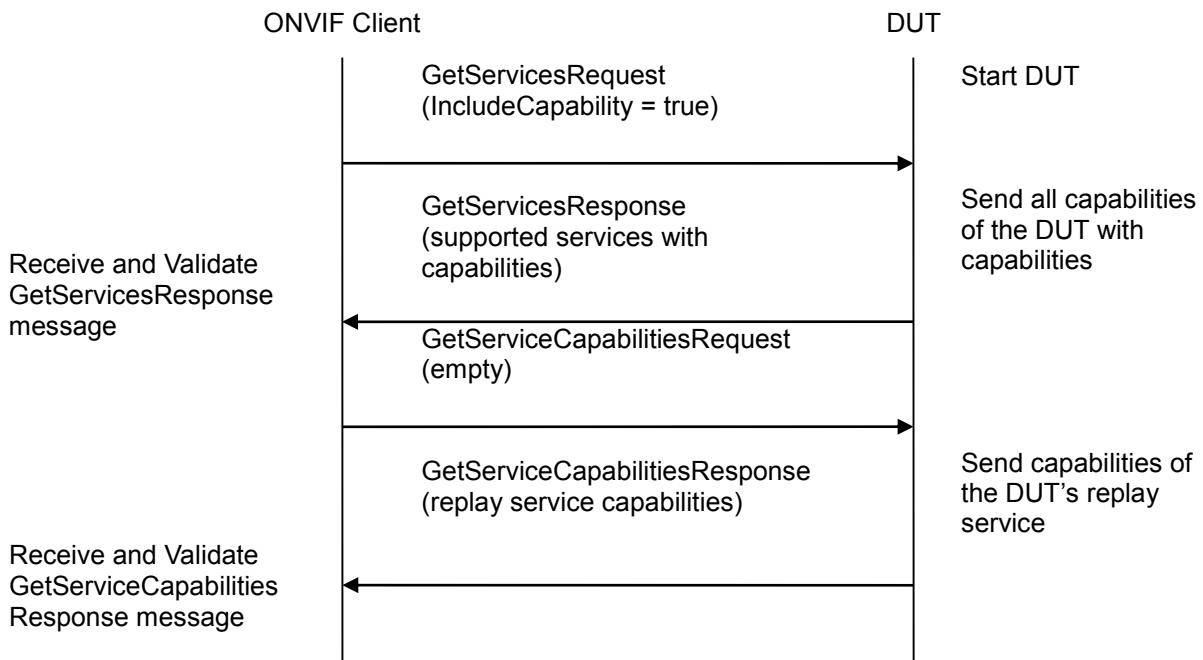 ONVIF Client
DUT
GetServicesRequest
(IncludeCapability = true)
Start DUT
GetServicesResponse
(supported services with
capabilities)
Send all capabilities
of the DUT with
capabilities
Receive and Validate
GetServicesResponse
message
GetServiceCapabilitiesRequest
(empty)
GetServiceCapabilitiesResponse
(replay service capabilities)
Send capabilities of
the DUT’s replay
service
Receive and Validate
GetServiceCapabilities
Response message